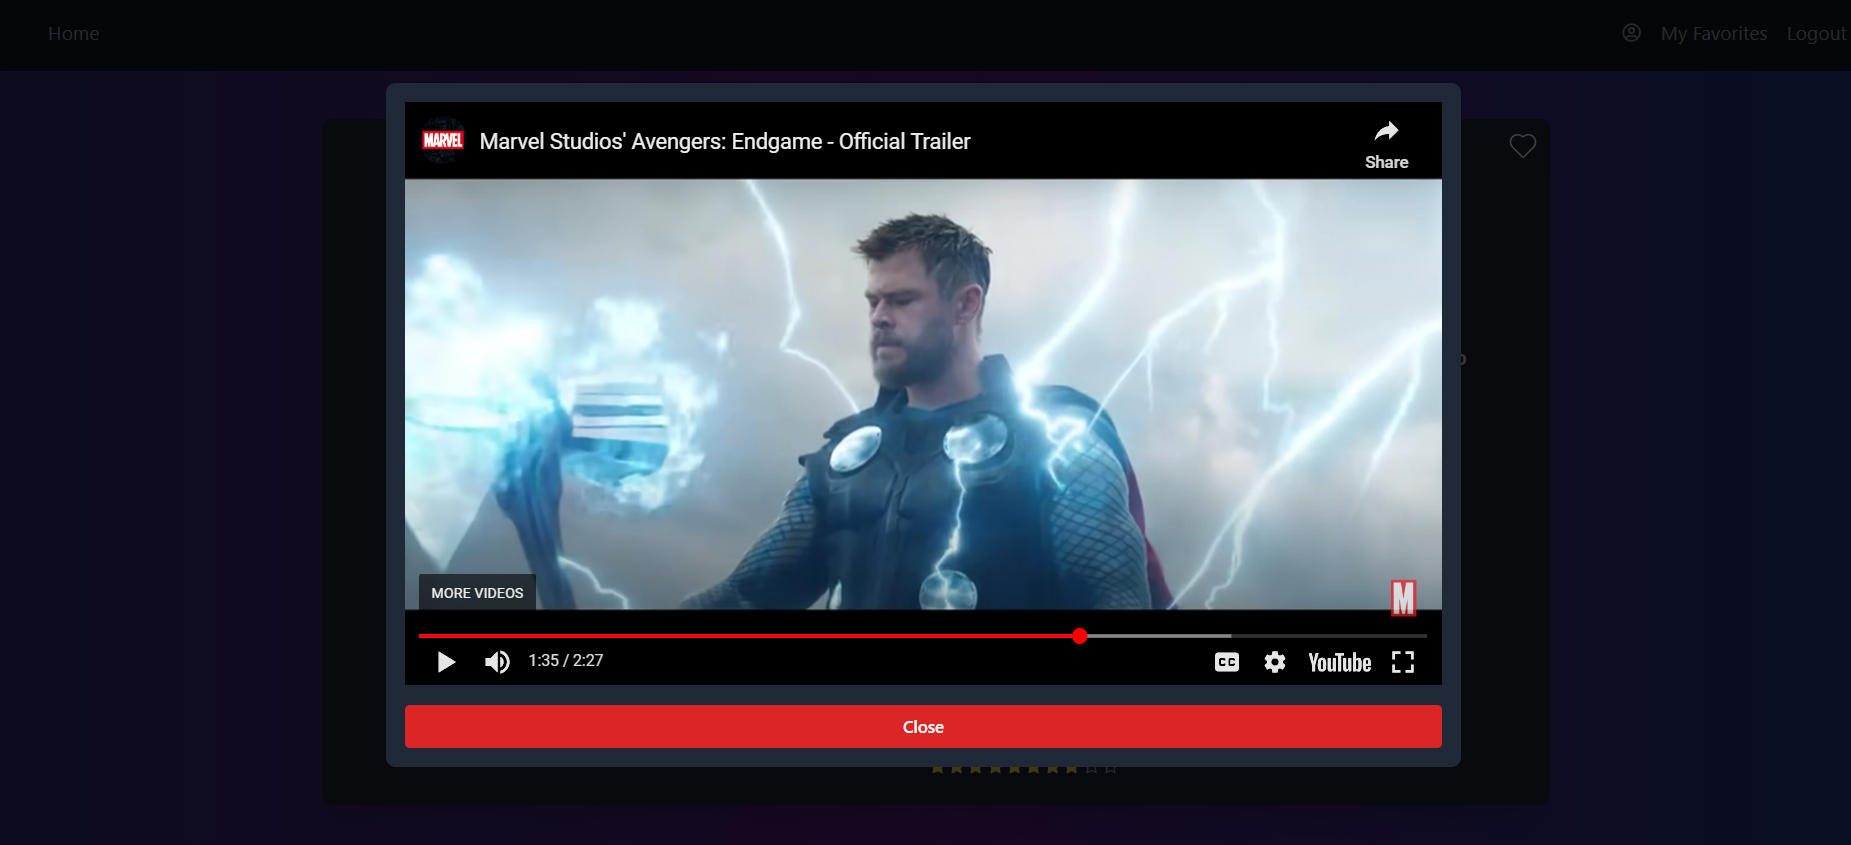 Home
My Favorites
Logout
MARVEL
Marvel Studios' Avengers: Endgame - Official Trailer
Share
MORE VIDEOS
M
1:35 / 2:27
CC
YouTube
Close